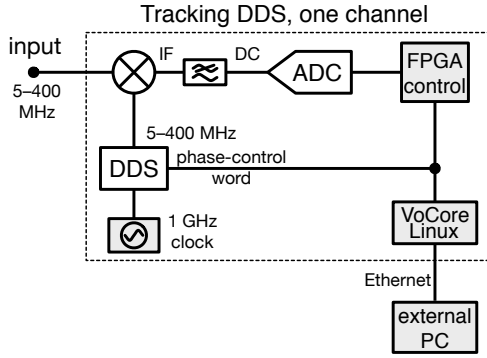 Tracking DDS, one channel
input
5–400
MHz
IF
DC
ADC
FPGA
control
5–400 MHz
DDS
phase-control
word
1 GHz
clock
VoCore
Linux
Ethernet
external
PC